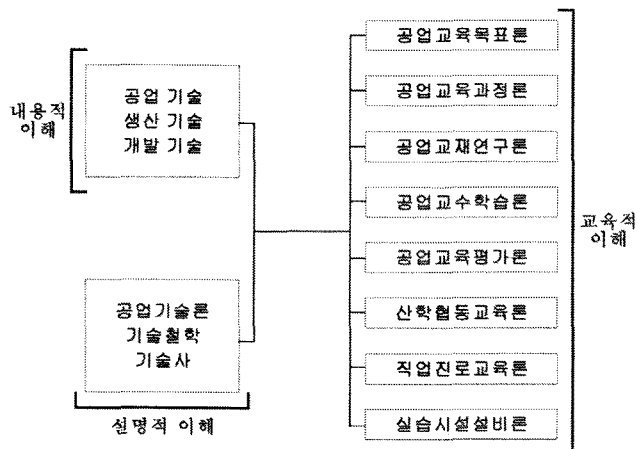 내용적
이해
공업 기술
생산 기술
개발 기술
공업기술론
기술철학
기술사
설명적 이해
공업교육목표론
공업교육과정론
공업교재연구론
공업교수학습론
공업교육평가론
산학협동교육론
직업진로교육론
실습시설설비론
교육적
이해